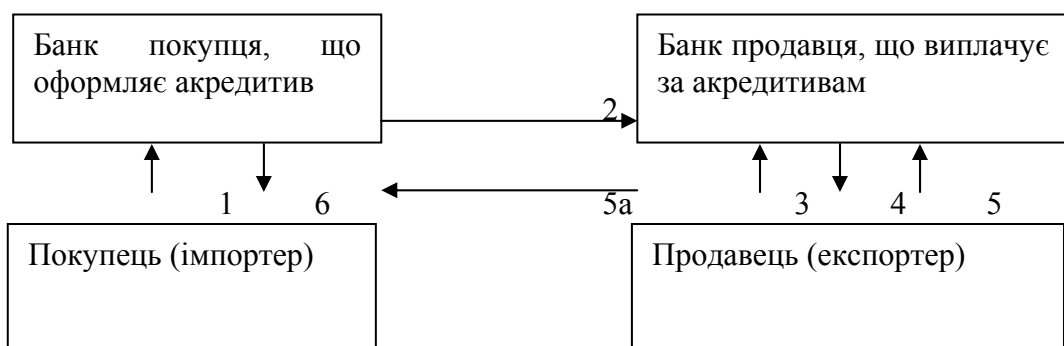 Банк покупця, що
оформляє акредитив
Банк продавця, що виплачує
за акредитивам
2
1 6 5а 3 4 5
Покупець (імпортер)
Продавець (експортер)